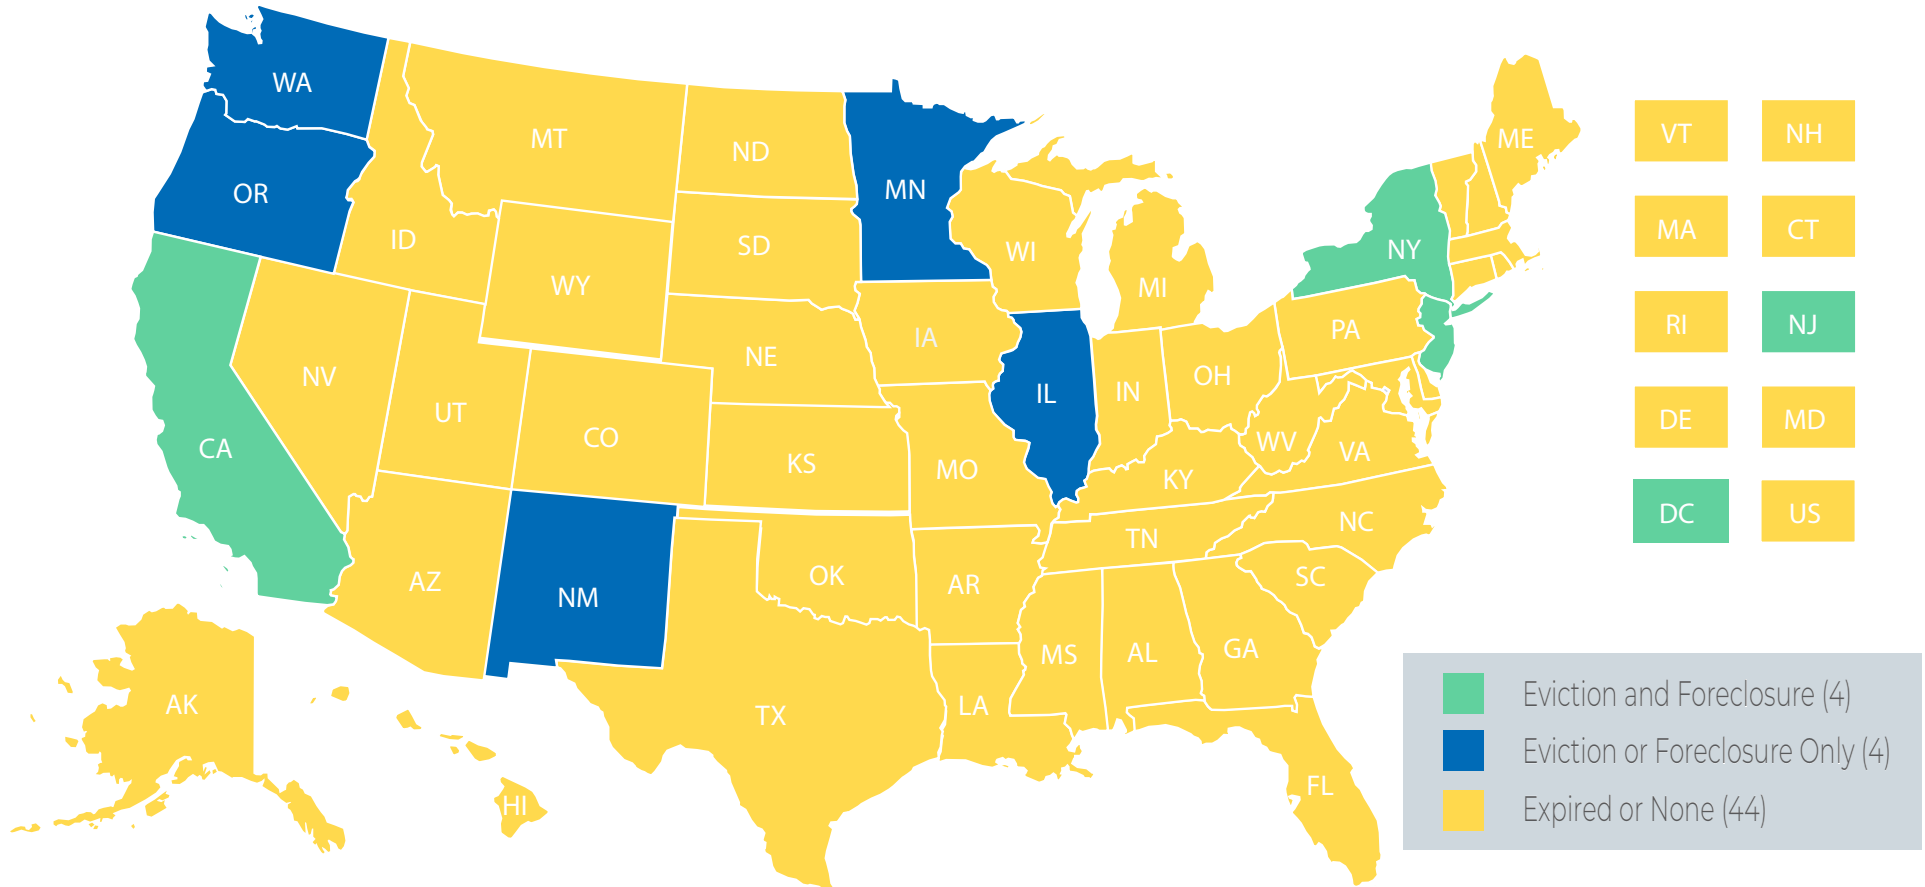 WA
MT
ND
MN
ME
VT
NH
OR
ID
SD
WI
MI
NY
MA
CT
WY
IA
PA
RI
NJ
NV
UT
CO
NE
IL
IN
OH
DE
MD
CA
KS
MO
WV
VA
KY
DC
US
AZ
NM
OK
AR
TN
NC
SC
MS
AL
GA
AK
TX
LA
HI
FL
Eviction and Foreclosure (4)
Eviction or Foreclosure Only (4)
Expired or None (44)